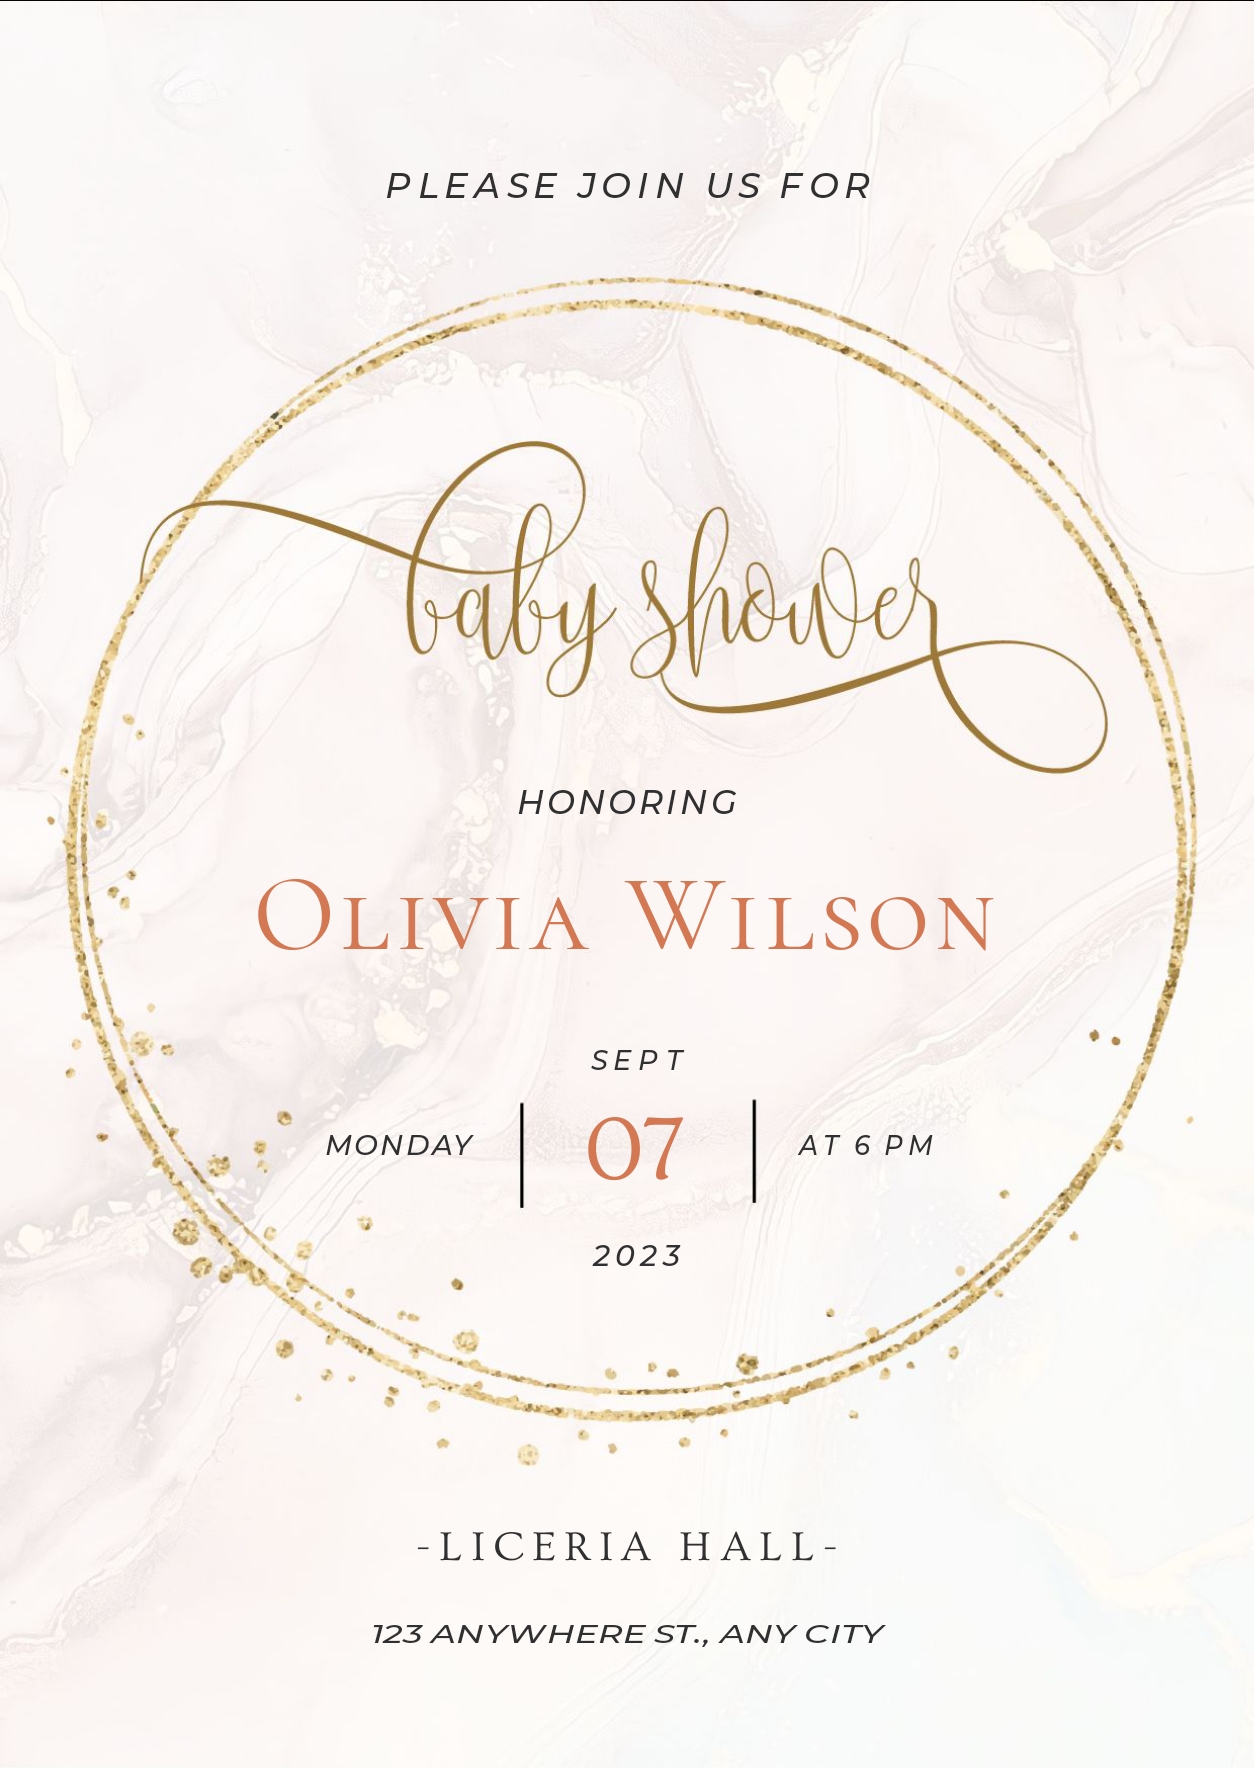 PLEASE JOIN US FOR
baby shower
HONORING
OLIVIA WILSON
SEPT
MONDAY 07 AT 6 PM
2023
-LICERIA HALL-
123 ANYWHERE ST., ANY CITY